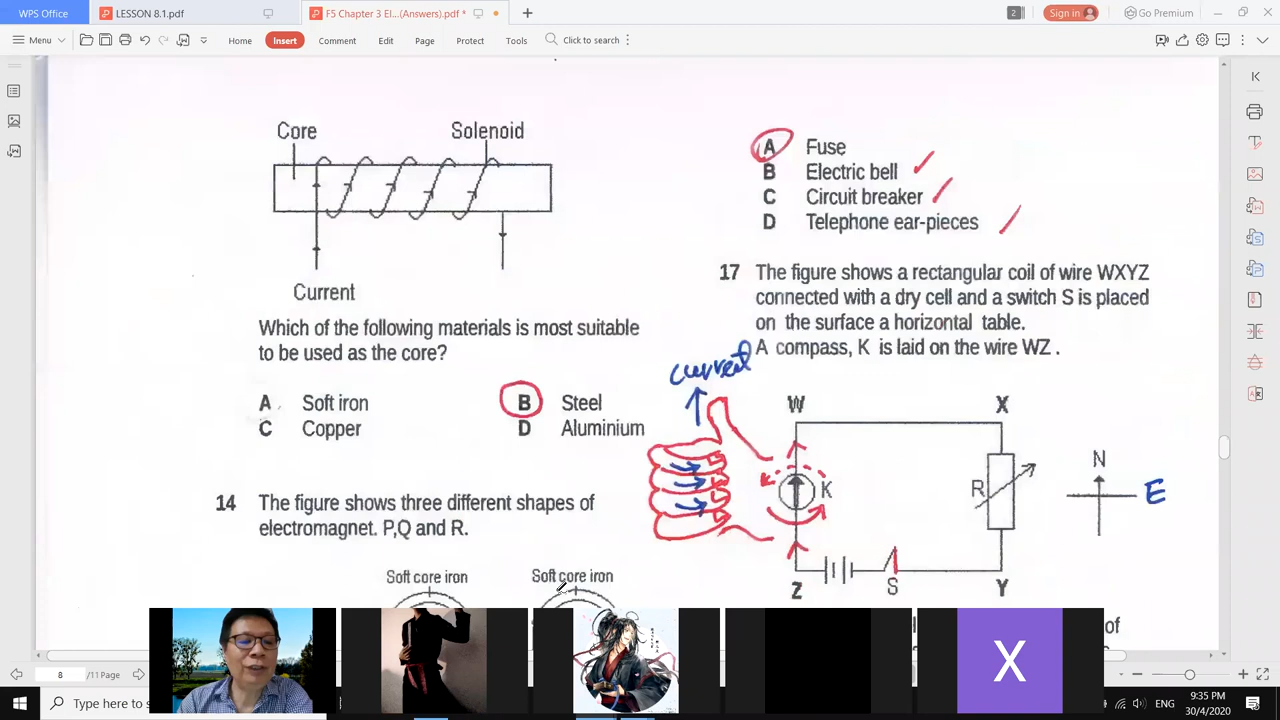 WPS Office
LESSON 8.1.pdf
F5 Chapter 3 El...(Answers).pdf *
2
Sign in
Go Premium
Menu
Home
Insert
Comment
Edit
Page
Protect
Tools
Click to search
Core
Solenoid
Current
Which of the following materials is most suitable
to be used as the core?
A Soft iron
B Steel
C Copper
D Aluminium
14 The figure shows three different shapes of
electromagnet. P,Q and R.
Soft core iron
Soft core iron
A Fuse
B Electric bell
C Circuit breaker
D Telephone ear-pieces
17 The figure shows a rectangular coil of wire WXYZ
connected with a dry cell and a switch S is placed
on the surface a horizontal table.
A compass, K is laid on the wire WZ .
current
W
X
K
R
N
E
Z
S
Y
of
X
8 /11 Page
Type here to s
9:35 PM
30/4/2020